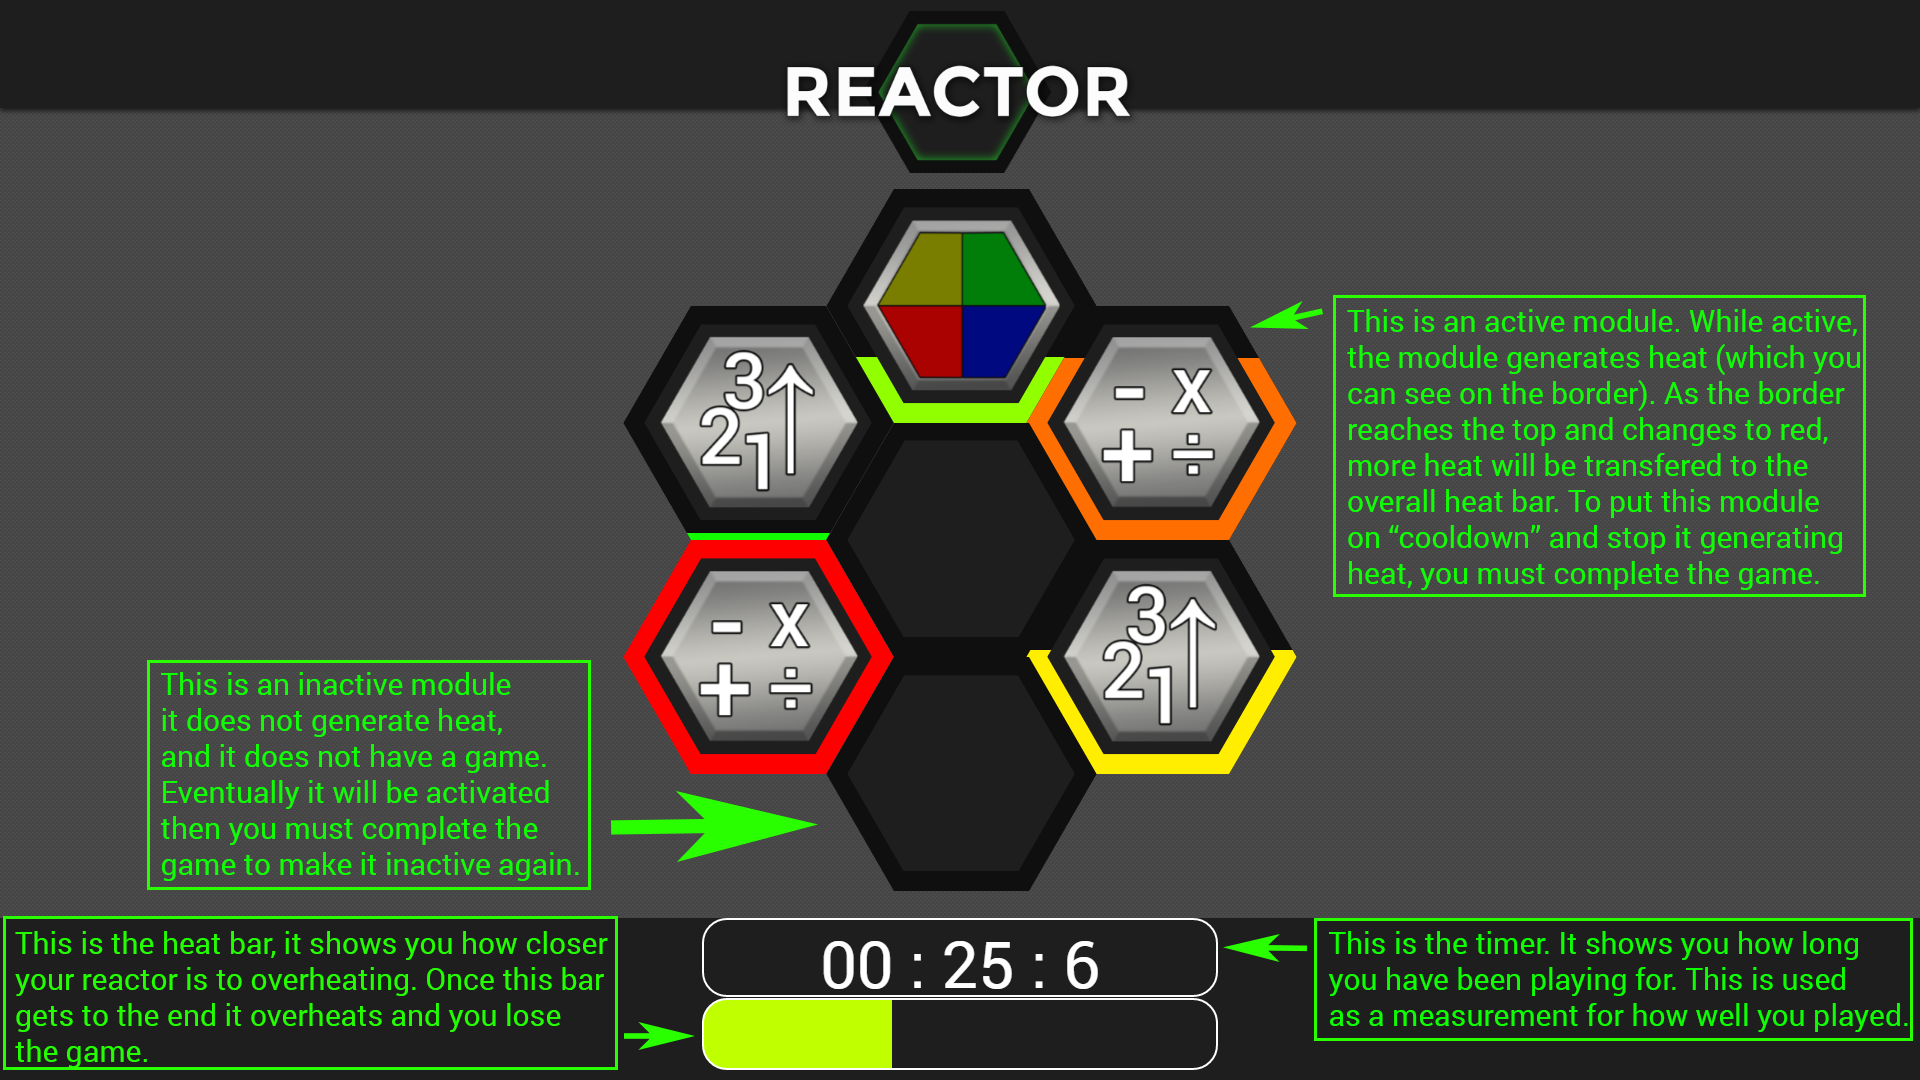 REACTOR
This is an active module. While active,
the module generates heat (which you
can see on the border). As the border
reaches the top and changes to red,
more heat will be transfered to the
overall heat bar. To put this module
on “cooldown” and stop it generating
heat, you must complete the game.
3
2 1
- x
+ ÷
- x
+ ÷
3
2 1
This is an inactive module
it does not generate heat,
and it does not have a game.
Eventually it will be activated
then you must complete the
game to make it inactive again.
This is the heat bar, it shows you how closer
your reactor is to overheating. Once this bar
gets to the end it overheats and you lose
the game.
00 : 25 : 6
This is the timer. It shows you how long
you have been playing for. This is used
as a measurement for how well you played.